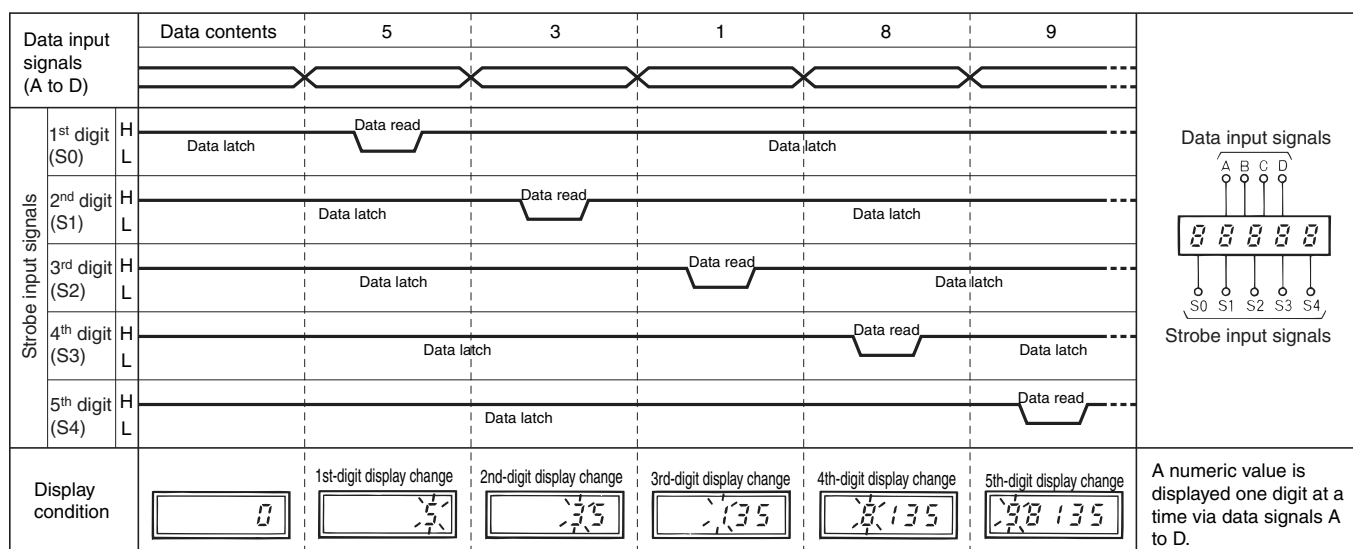 Data input
signals
(A to D)
Data contents 5 3 1 8 9
Strobe input signals
1st digit
(S0)
H
L
Data latch
Data read
Data latch
2nd digit
(S1)
H
L
Data latch
Data read
Data latch
3rd digit
(S2)
H
L
Data latch
Data read
Data latch
4th digit
(S3)
H
L
Data latch
Data read
Data latch
5th digit
(S4)
H
L
Data latch
Data read
Display
condition
0
1st-digit display change
5
2nd-digit display change
35
3rd-digit display change
135
4th-digit display change
8135
5th-digit display change
98135
Data input signals
A B C D
8 8 8 8 8
S0 S1 S2 S3 S4
Strobe input signals
A numeric value is
displayed one digit at a
time via data signals A
to D.